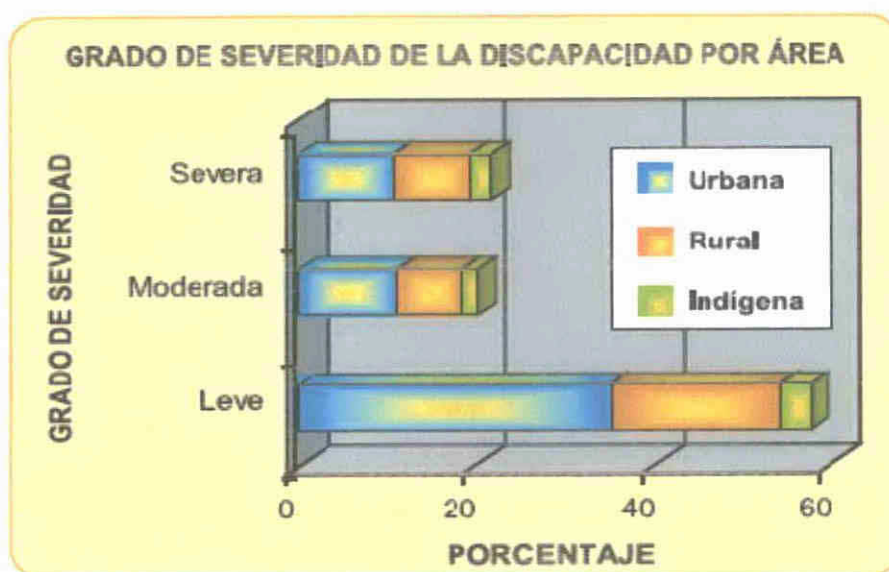 GRADO DE SEVERIDAD DE LA DISCAPACIDAD POR ÁREA
GRADO DE SEVERIDAD
Severa
Moderada
Leve
Urbana
Rural
Indígena
0 20 40 60
PORCENTAJE